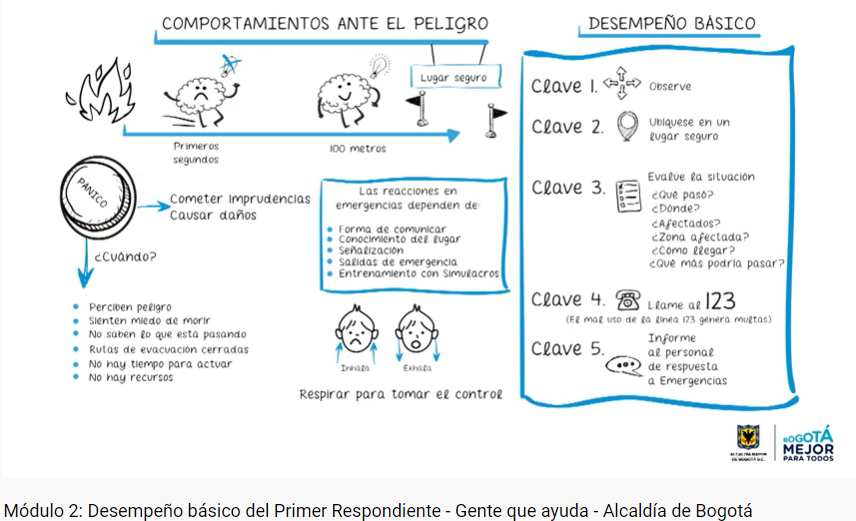 COMPORTAMIENTOS ANTE EL PELIGRO
Lugar seguro
Primeros
segundos
100 metros
PANICO
Cometer Imprudencias
Causar daños
¿Cuándo?
Perciben peligro
Sienten miedo de morir
No saben lo que está pasando
Rutas de evacuación cerradas
No hay tiempo para actuar
No hay recursos
Las reacciones en
emergencias dependen de:
Forma de comunicar
Conocimiento del lugar
Señalización
Salidas de emergencia
Entrenamiento con Simulacros
Inhala
Exhala
Respirar para tomar el control
DESEMPEÑO BÁSICO
Clave 1. Observe
Clave 2. Ubíquese en un
lugar seguro
Clave 3. Evalúe la situación
¿Qué pasó?
¿Dónde?
¿Afectados?
¿Zona afectada?
¿Cómo llegar?
¿Qué más podría pasar?
Clave 4. Llame al 123
(El mal uso de la línea 123 genera multas)
Clave 5. Informe
al personal
de respuesta
a Emergencias
ALCALDÍA MAYOR
DE BOGOTÁ D.C.
BOGOTÁ
MEJOR
PARA TODOS
Módulo 2: Desempeño básico del Primer Respondiente - Gente que ayuda - Alcaldía de Bogotá